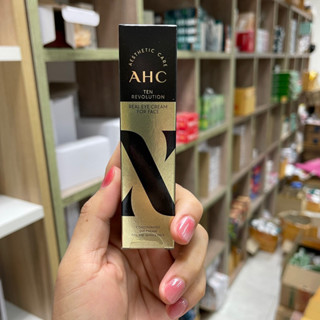 AESTHETIC CARE
AHC
TEN
REVOLUTION
REAL EYE CREAM
FOR FACE